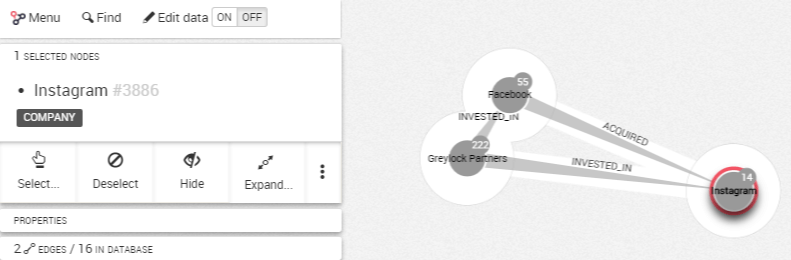 Menu Find Edit data ON OFF
1 SELECTED NODES
• Instagram #3886
COMPANY
Select... Deselect Hide Expand...
PROPERTIES
2 EDGES / 16 IN DATABASE
55
Facebook
INVESTED_IN
ACQUIRED
222
Greylock Partners
INVESTED_IN
14
Instagram